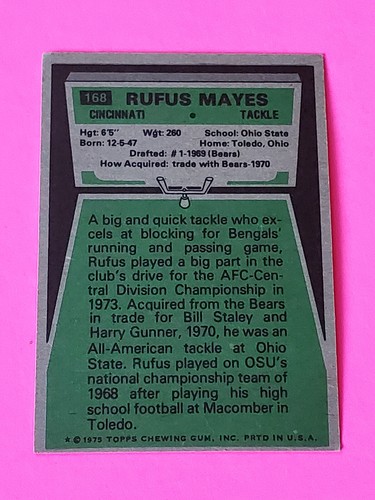 168 RUFUS MAYES
CINCINNATI • TACKLE
Hgt: 6'5" Wgt: 260 School: Ohio State
Born: 12-5-47 Home: Toledo, Ohio
Drafted: #1-1969 (Bears)
How Acquired: trade with Bears-1970
A big and quick tackle who ex-
cels at blocking for Bengals'
running and passing game,
Rufus played a big part in the
club's drive for the AFC-Cen-
tral Division Championship in
1973. Acquired from the Bears
in trade for Bill Staley and
Harry Gunner, 1970, he was an
All-American tackle at Ohio
State. Rufus played on OSU's
national championship team of
1968 after playing his high
school football at Macomber in
Toledo.
★ © 1975 TOPPS CHEWING GUM, INC. PRTD IN U.S.A.